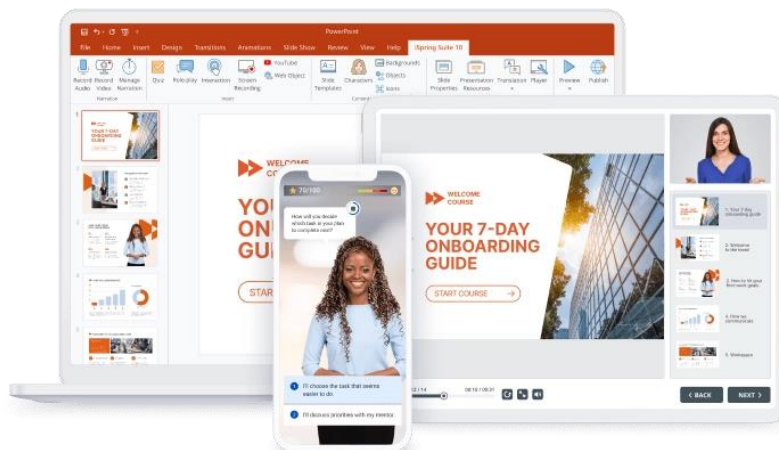 PowerPoint
File Home Insert Design Transitions Animations Slide Show Review View Help iSpring Suite 10
Record Audio
Record Video
Manage Narration
Quiz
Role-play
Interaction
Screen Recording
YouTube
Web Object
Slide Templates
Characters
Backgrounds
Objects
Icons
Slide Properties
Presentation Resources
Translation
Player
Preview
Publish
Narration
Insert
YOUR 7-DAY
ONBOARDING
GUIDE
WELCOME
70/100
How will you decide
which task in your plan
to complete next?
1 I'll choose the task that seems
easier to do.
2 I'll discuss priorities with my mentor.
WELCOME
COURSE
YOUR 7-DAY
ONBOARDING
GUIDE
START COURSE
1. Your 7-day
onboarding guide
2. Welcome
to the team!
3. How to hit your
first-week goals
4. How we
communicate
5. Workspace
< BACK
NEXT >